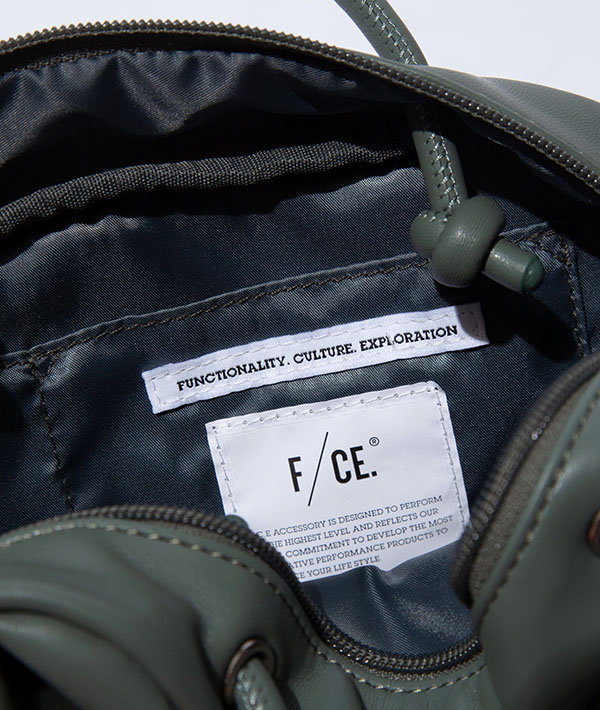 FUNCTIONALITY. CULTURE. EXPLORATION
F/CE.®
E ACCESSORY IS DESIGNED TO PERFORM
HIGHEST LEVEL AND REFLECTS OUR
COMMITMENT TO DEVELOP THE MOST
PERFORMANCE PRODUCTS TO
YOUR LIFE STYLE.